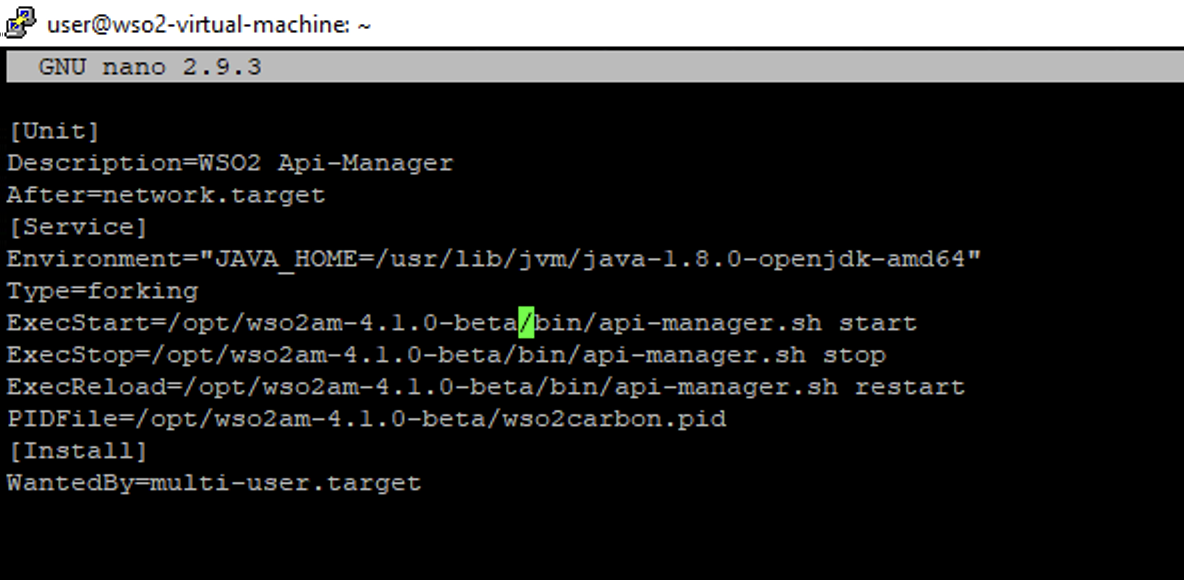 user@wso2-virtual-machine: ~
GNU nano 2.9.3
[Unit]
Description=WSO2 Api-Manager
After=network.target
[Service]
Environment="JAVA_HOME=/usr/lib/jvm/java-1.8.0-openjdk-amd64"
Type=forking
ExecStart=/opt/wso2am-4.1.0-beta/bin/api-manager.sh start
ExecStop=/opt/wso2am-4.1.0-beta/bin/api-manager.sh stop
ExecReload=/opt/wso2am-4.1.0-beta/bin/api-manager.sh restart
PIDFile=/opt/wso2am-4.1.0-beta/wso2carbon.pid
[Install]
WantedBy=multi-user.target